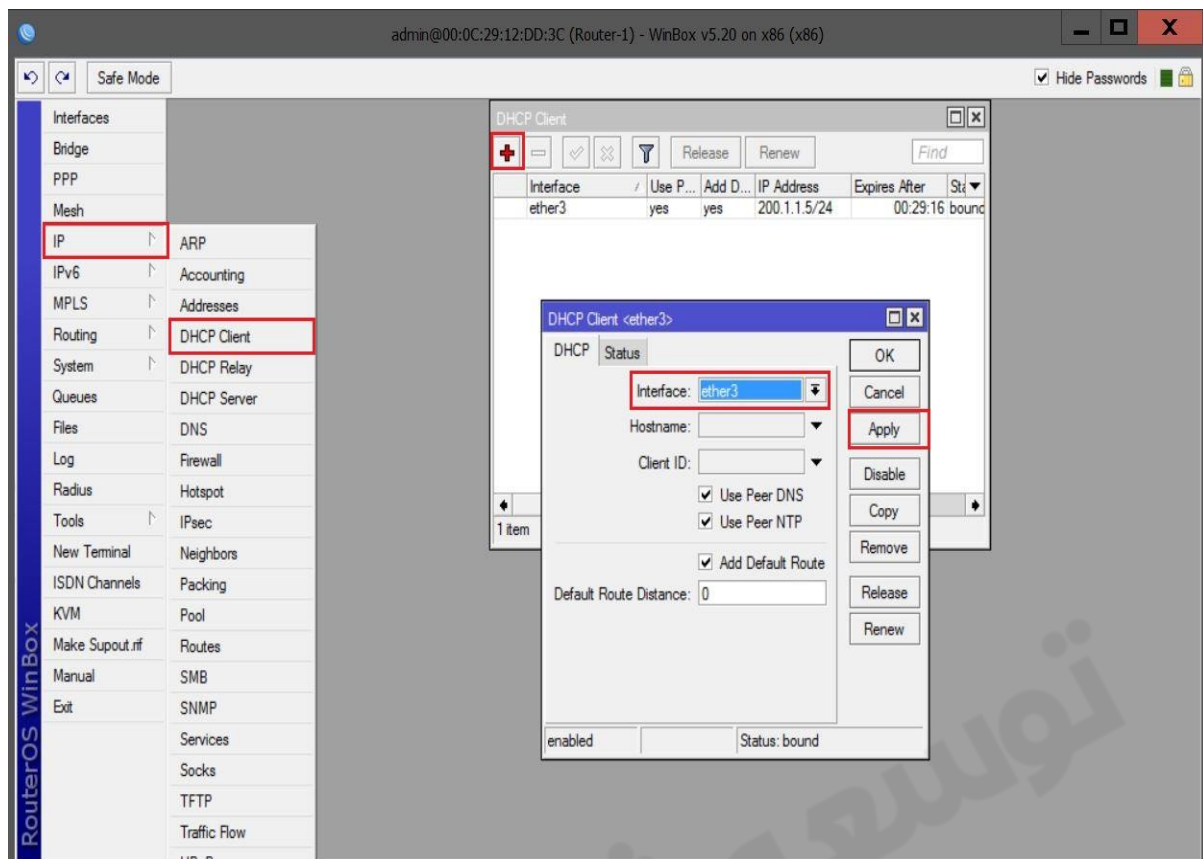 admin@00:0C:29:12:DD:3C (Router-1) - WinBox v5.20 on x86 (x86)
Safe Mode
Hide Passwords
RouterOS WinBox
Interfaces
Bridge
PPP
Mesh
IP
IPv6
MPLS
Routing
System
Queues
Files
Log
Radius
Tools
New Terminal
ISDN Channels
KVM
Make Supout.rif
Manual
Exit
ARP
Accounting
Addresses
DHCP Client
DHCP Relay
DHCP Server
DNS
Firewall
Hotspot
IPsec
Neighbors
Packing
Pool
Routes
SMB
SNMP
Services
Socks
TFTP
Traffic Flow
DHCP Client
Release
Renew
Find
Interface Use P... Add D... IP Address Expires After Sta
ether3 yes yes 200.1.1.5/24 00:29:16 bound
1 item
DHCP Client <ether3>
DHCP Status
Interface: ether3
Hostname:
Client ID:
Use Peer DNS
Use Peer NTP
Add Default Route
Default Route Distance: 0
OK
Cancel
Apply
Disable
Copy
Remove
Release
Renew
enabled
Status: bound